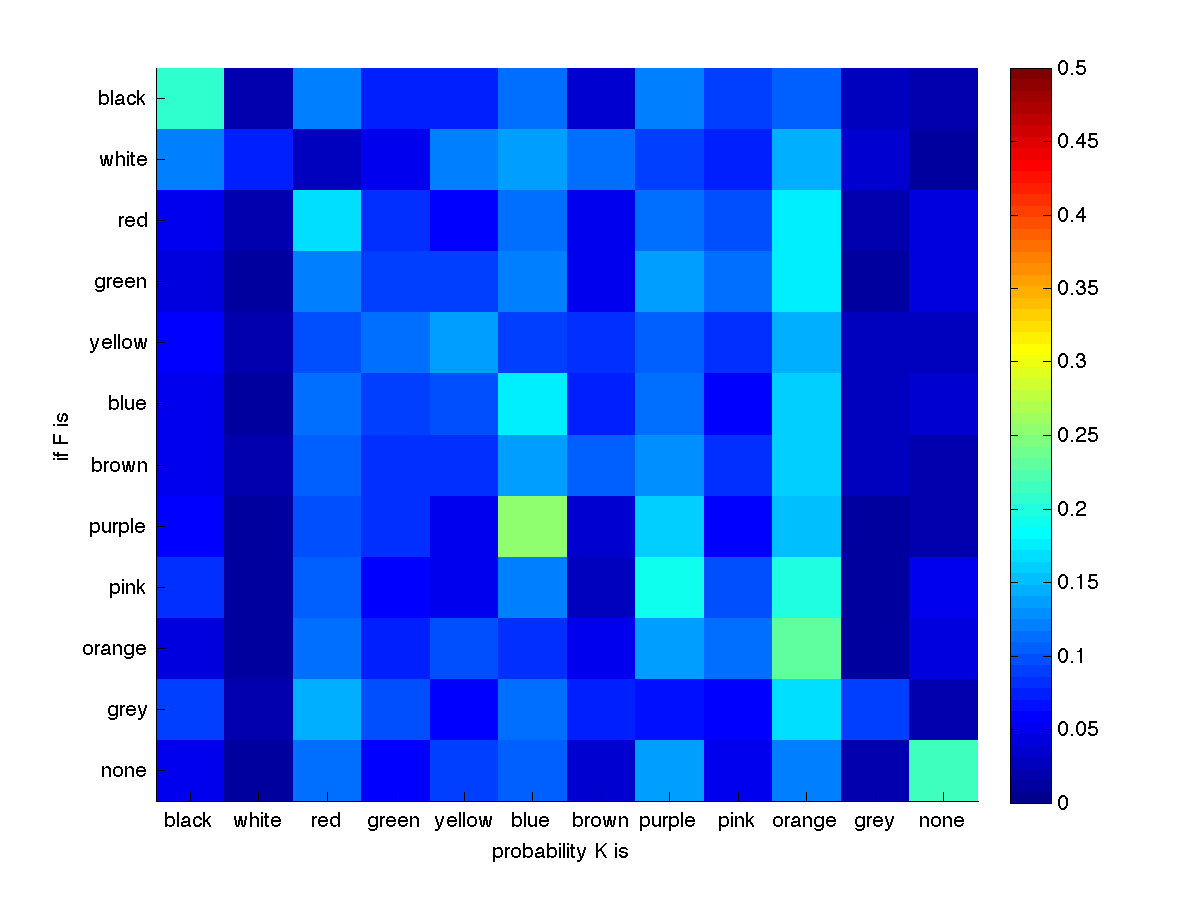 black
white
red
green
yellow
blue
brown
purple
pink
orange
grey
none
if F is
black white red green yellow blue brown purple pink orange grey none
probability K is
0.5
0.45
0.4
0.35
0.3
0.25
0.2
0.15
0.1
0.05
0